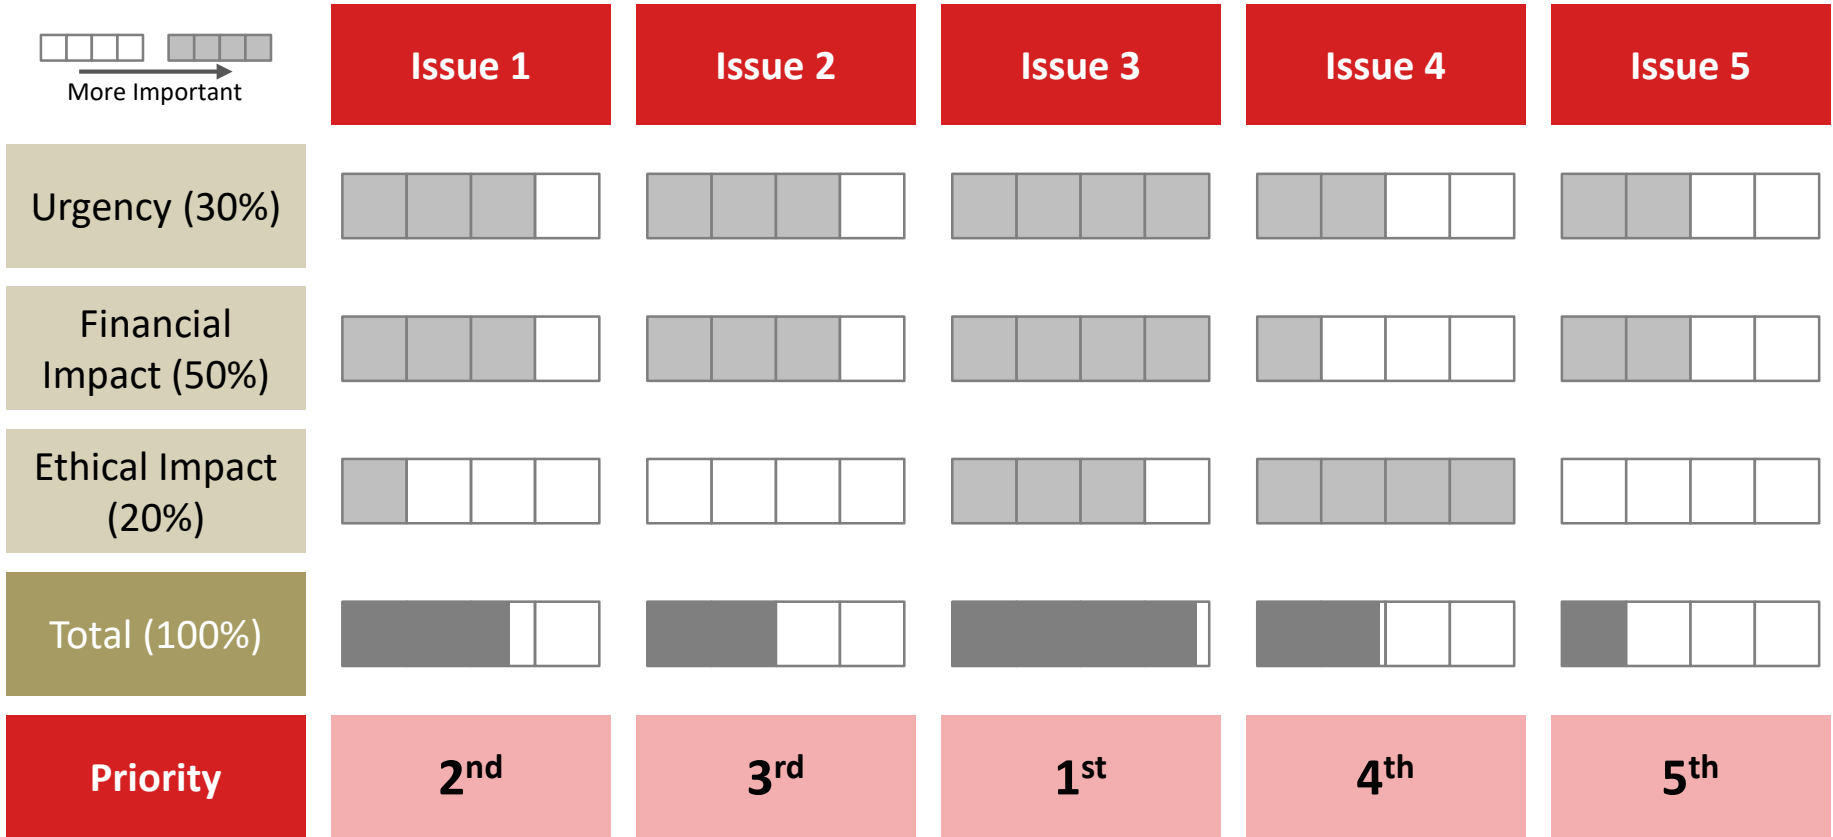 More Important
Issue 1
Issue 2
Issue 3
Issue 4
Issue 5
Urgency (30%)
Financial
Impact (50%)
Ethical Impact
(20%)
Total (100%)
Priority
2nd
3rd
1st
4th
5th